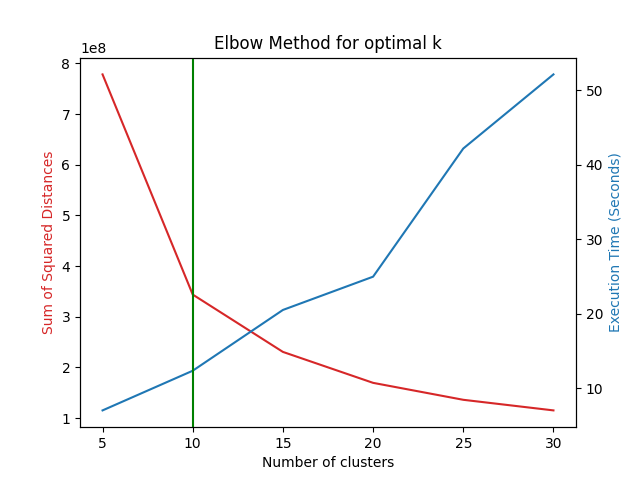 Elbow Method for optimal k
1e8
8
7
6
5
4
3
2
1
Sum of Squared Distances
50
40
30
20
10
Execution Time (Seconds)
5 10 15 20 25 30
Number of clusters